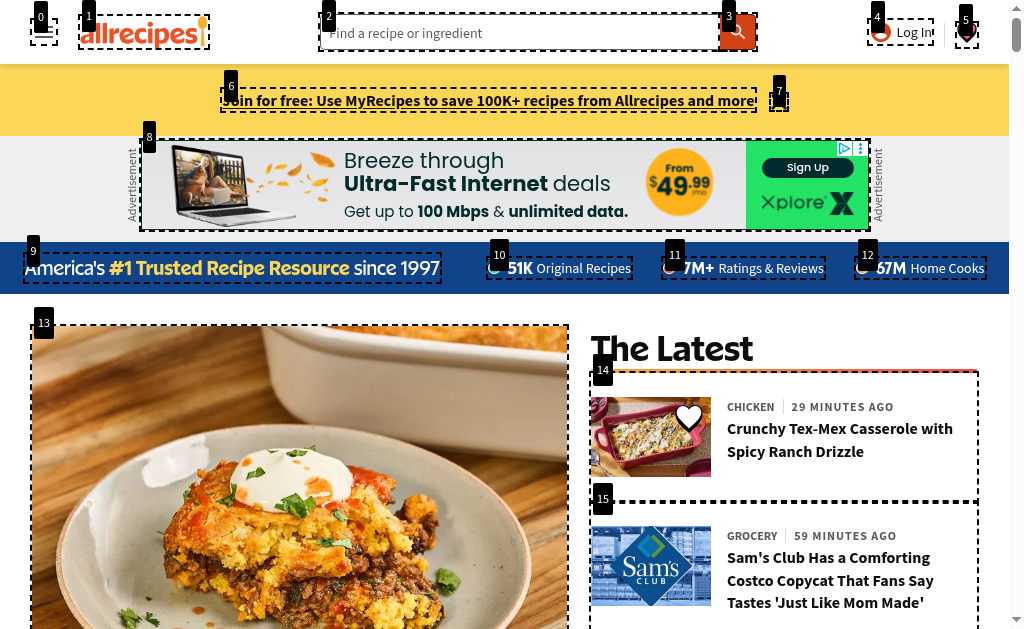 0
1
2
3
4
5
allrecipes
Find a recipe or ingredient
Log In
6
7
Join for free: Use MyRecipes to save 100K+ recipes from Allrecipes and more
8
Advertisement
Breeze through
Ultra-Fast Internet deals
Get up to 100 Mbps & unlimited data.
From
$49.99
/mo
Sign Up
Xplore X
Advertisement
9
10
11
12
America's #1 Trusted Recipe Resource since 1997
51K Original Recipes
7M+ Ratings & Reviews
67M Home Cooks
13
The Latest
14
CHICKEN
29 MINUTES AGO
Crunchy Tex-Mex Casserole with
Spicy Ranch Drizzle
15
GROCERY
59 MINUTES AGO
Sam's Club Has a Comforting
Costco Copycat That Fans Say
Tastes 'Just Like Mom Made'
Sam's
CLUB